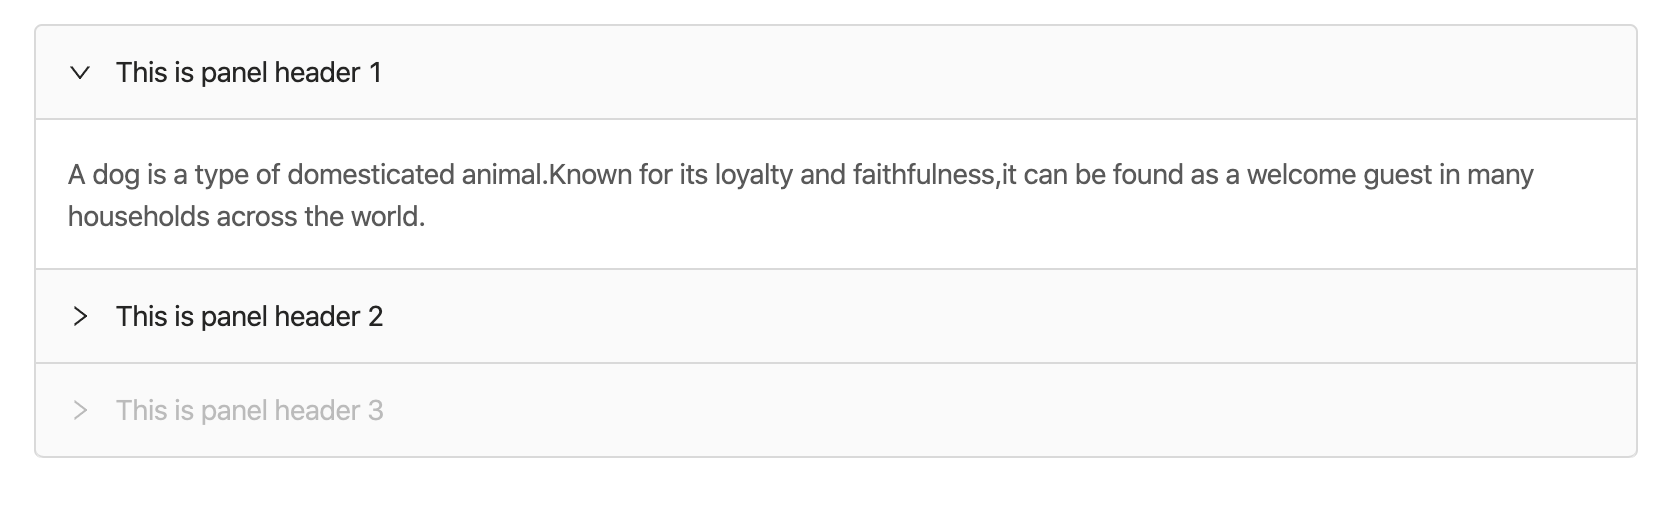 This is panel header 1
A dog is a type of domesticated animal.Known for its loyalty and faithfulness,it can be found as a welcome guest in many
households across the world.
This is panel header 2
This is panel header 3